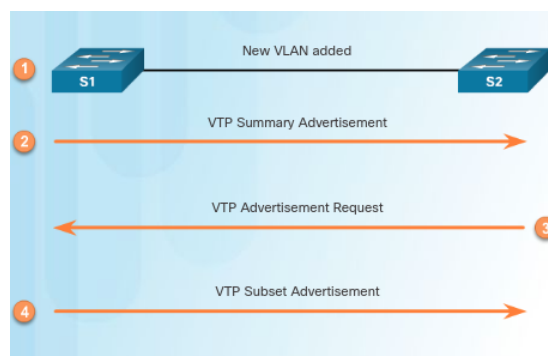 New VLAN added
1
S1
S2
VTP Summary Advertisement
2
VTP Advertisement Request
3
VTP Subset Advertisement
4